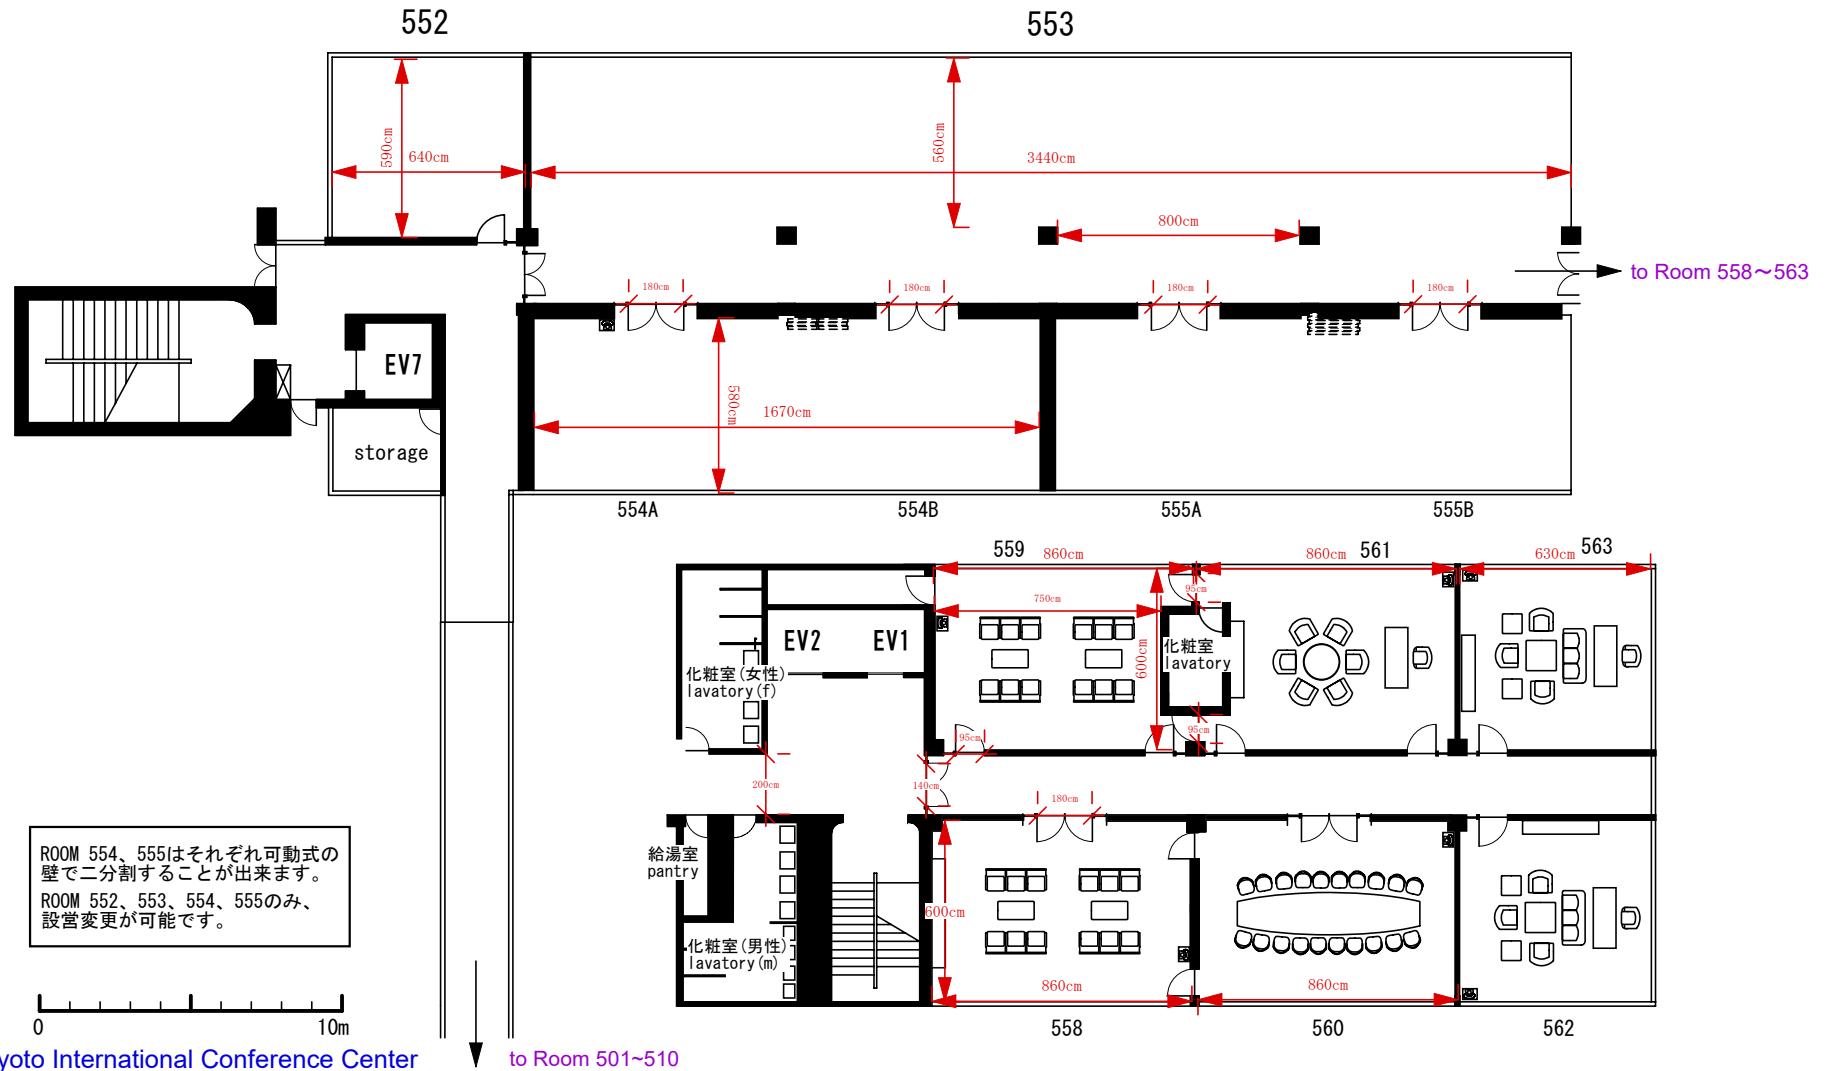 552
553
590cm
640cm
560cm
3440cm
800cm
to Room 558～563
180cm
180cm
180cm
180cm
EV7
580cm
1670cm
storage
554A
554B
555A
555B
559
860cm
860cm
561
630cm
563
95cm
750cm
EV2
EV1
600cm
化粧室
lavatory
化粧室(女性)
lavatory(f)
95cm
95cm
200cm
140cm
180cm
ROOM 554、555はそれぞれ可動式の
壁で二分割することが出来ます。
ROOM 552、553、554、555のみ、
設営変更が可能です。
給湯室
pantry
600cm
化粧室(男性)
lavatory(m)
860cm
860cm
0
10m
558
560
562
yoto International Conference Center
to Room 501~510